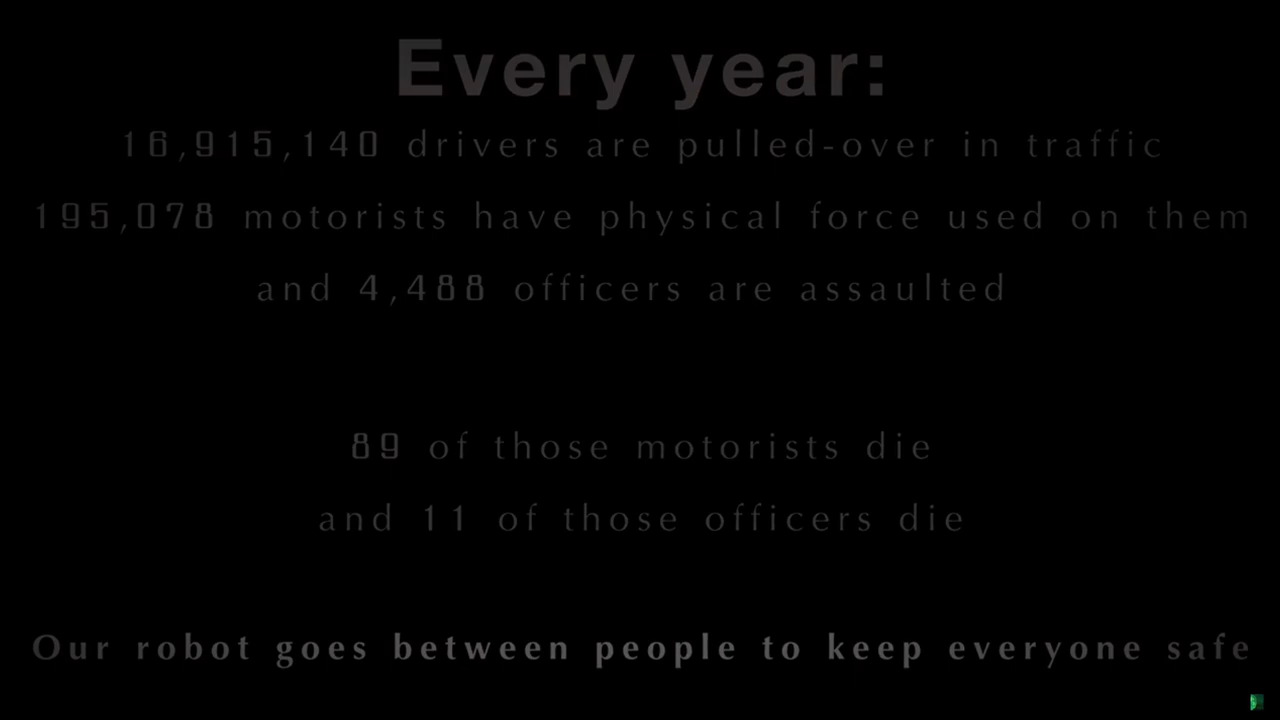 Every year:
16,915,140 drivers are pulled-over in traffic
195,078 motorists have physical force used on them
and 4,488 officers are assaulted
89 of those motorists die
and 11 of those officers die
Our robot goes between people to keep everyone safe